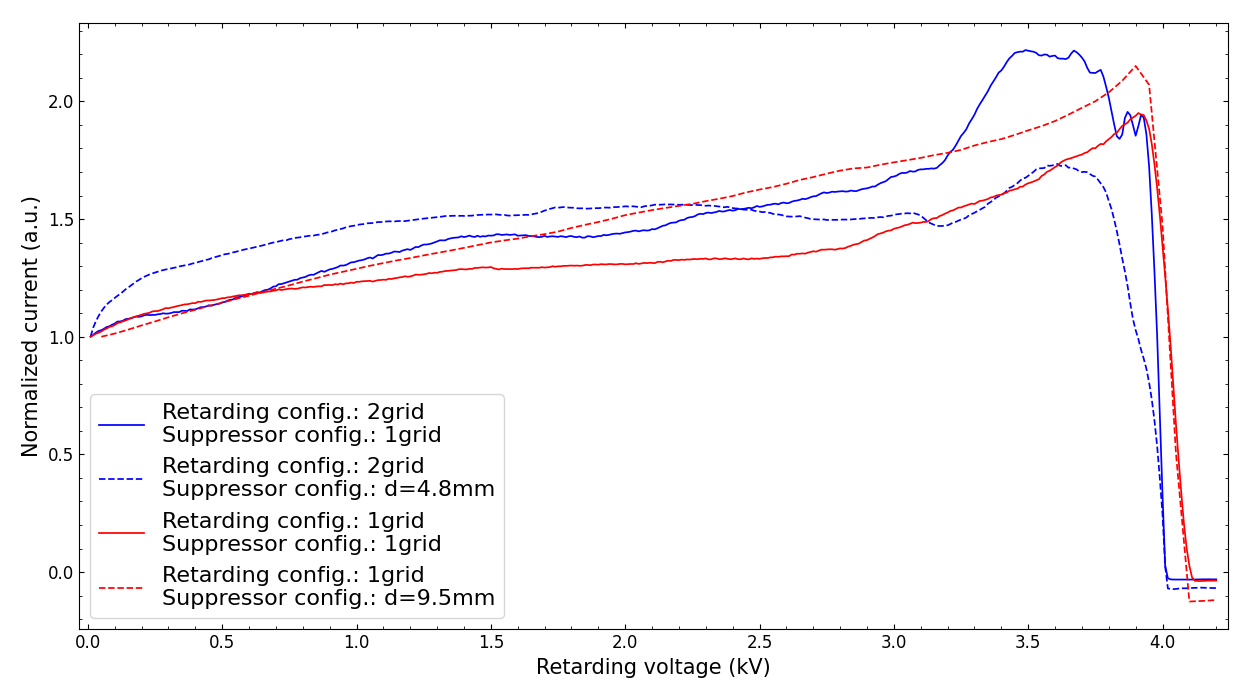 Normalized current (a.u.)
2.0
1.5
1.0
0.5
0.0
Retarding config.: 2grid
Suppressor config.: 1grid
Retarding config.: 2grid
Suppressor config.: d=4.8mm
Retarding config.: 1grid
Suppressor config.: 1grid
Retarding config.: 1grid
Suppressor config.: d=9.5mm
0.0 0.5 1.0 1.5 2.0 2.5 3.0 3.5 4.0
Retarding voltage (kV)